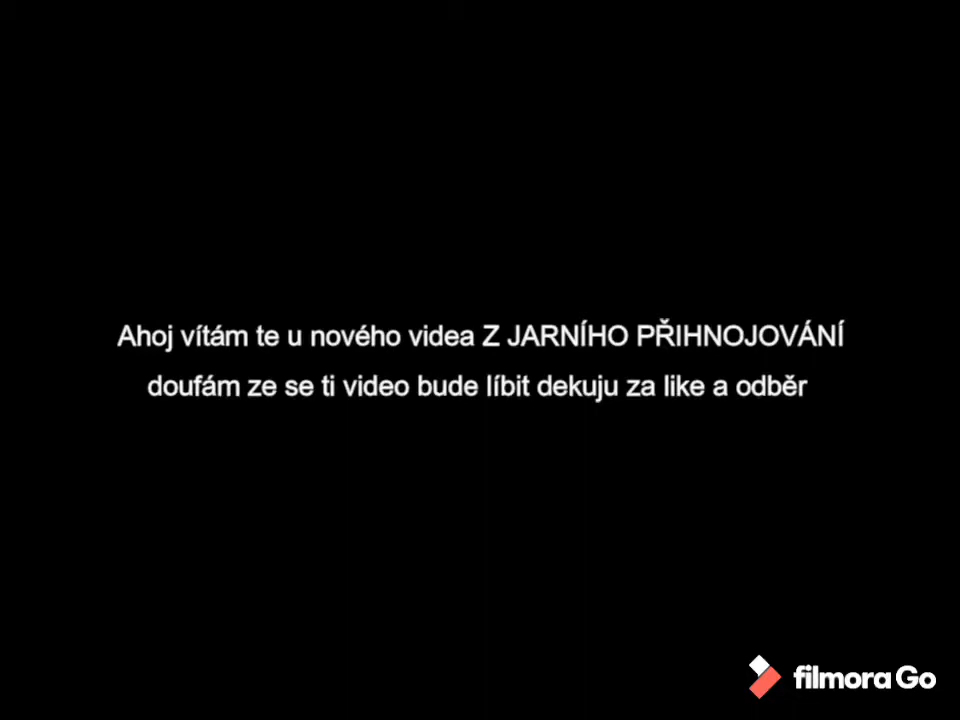 Ahoj vítám te u nového videa Z JARNÍHO PŘIHNOJOVÁNÍ
doufám ze se ti video bude líbit dekuju za like a odběr
filmora Go